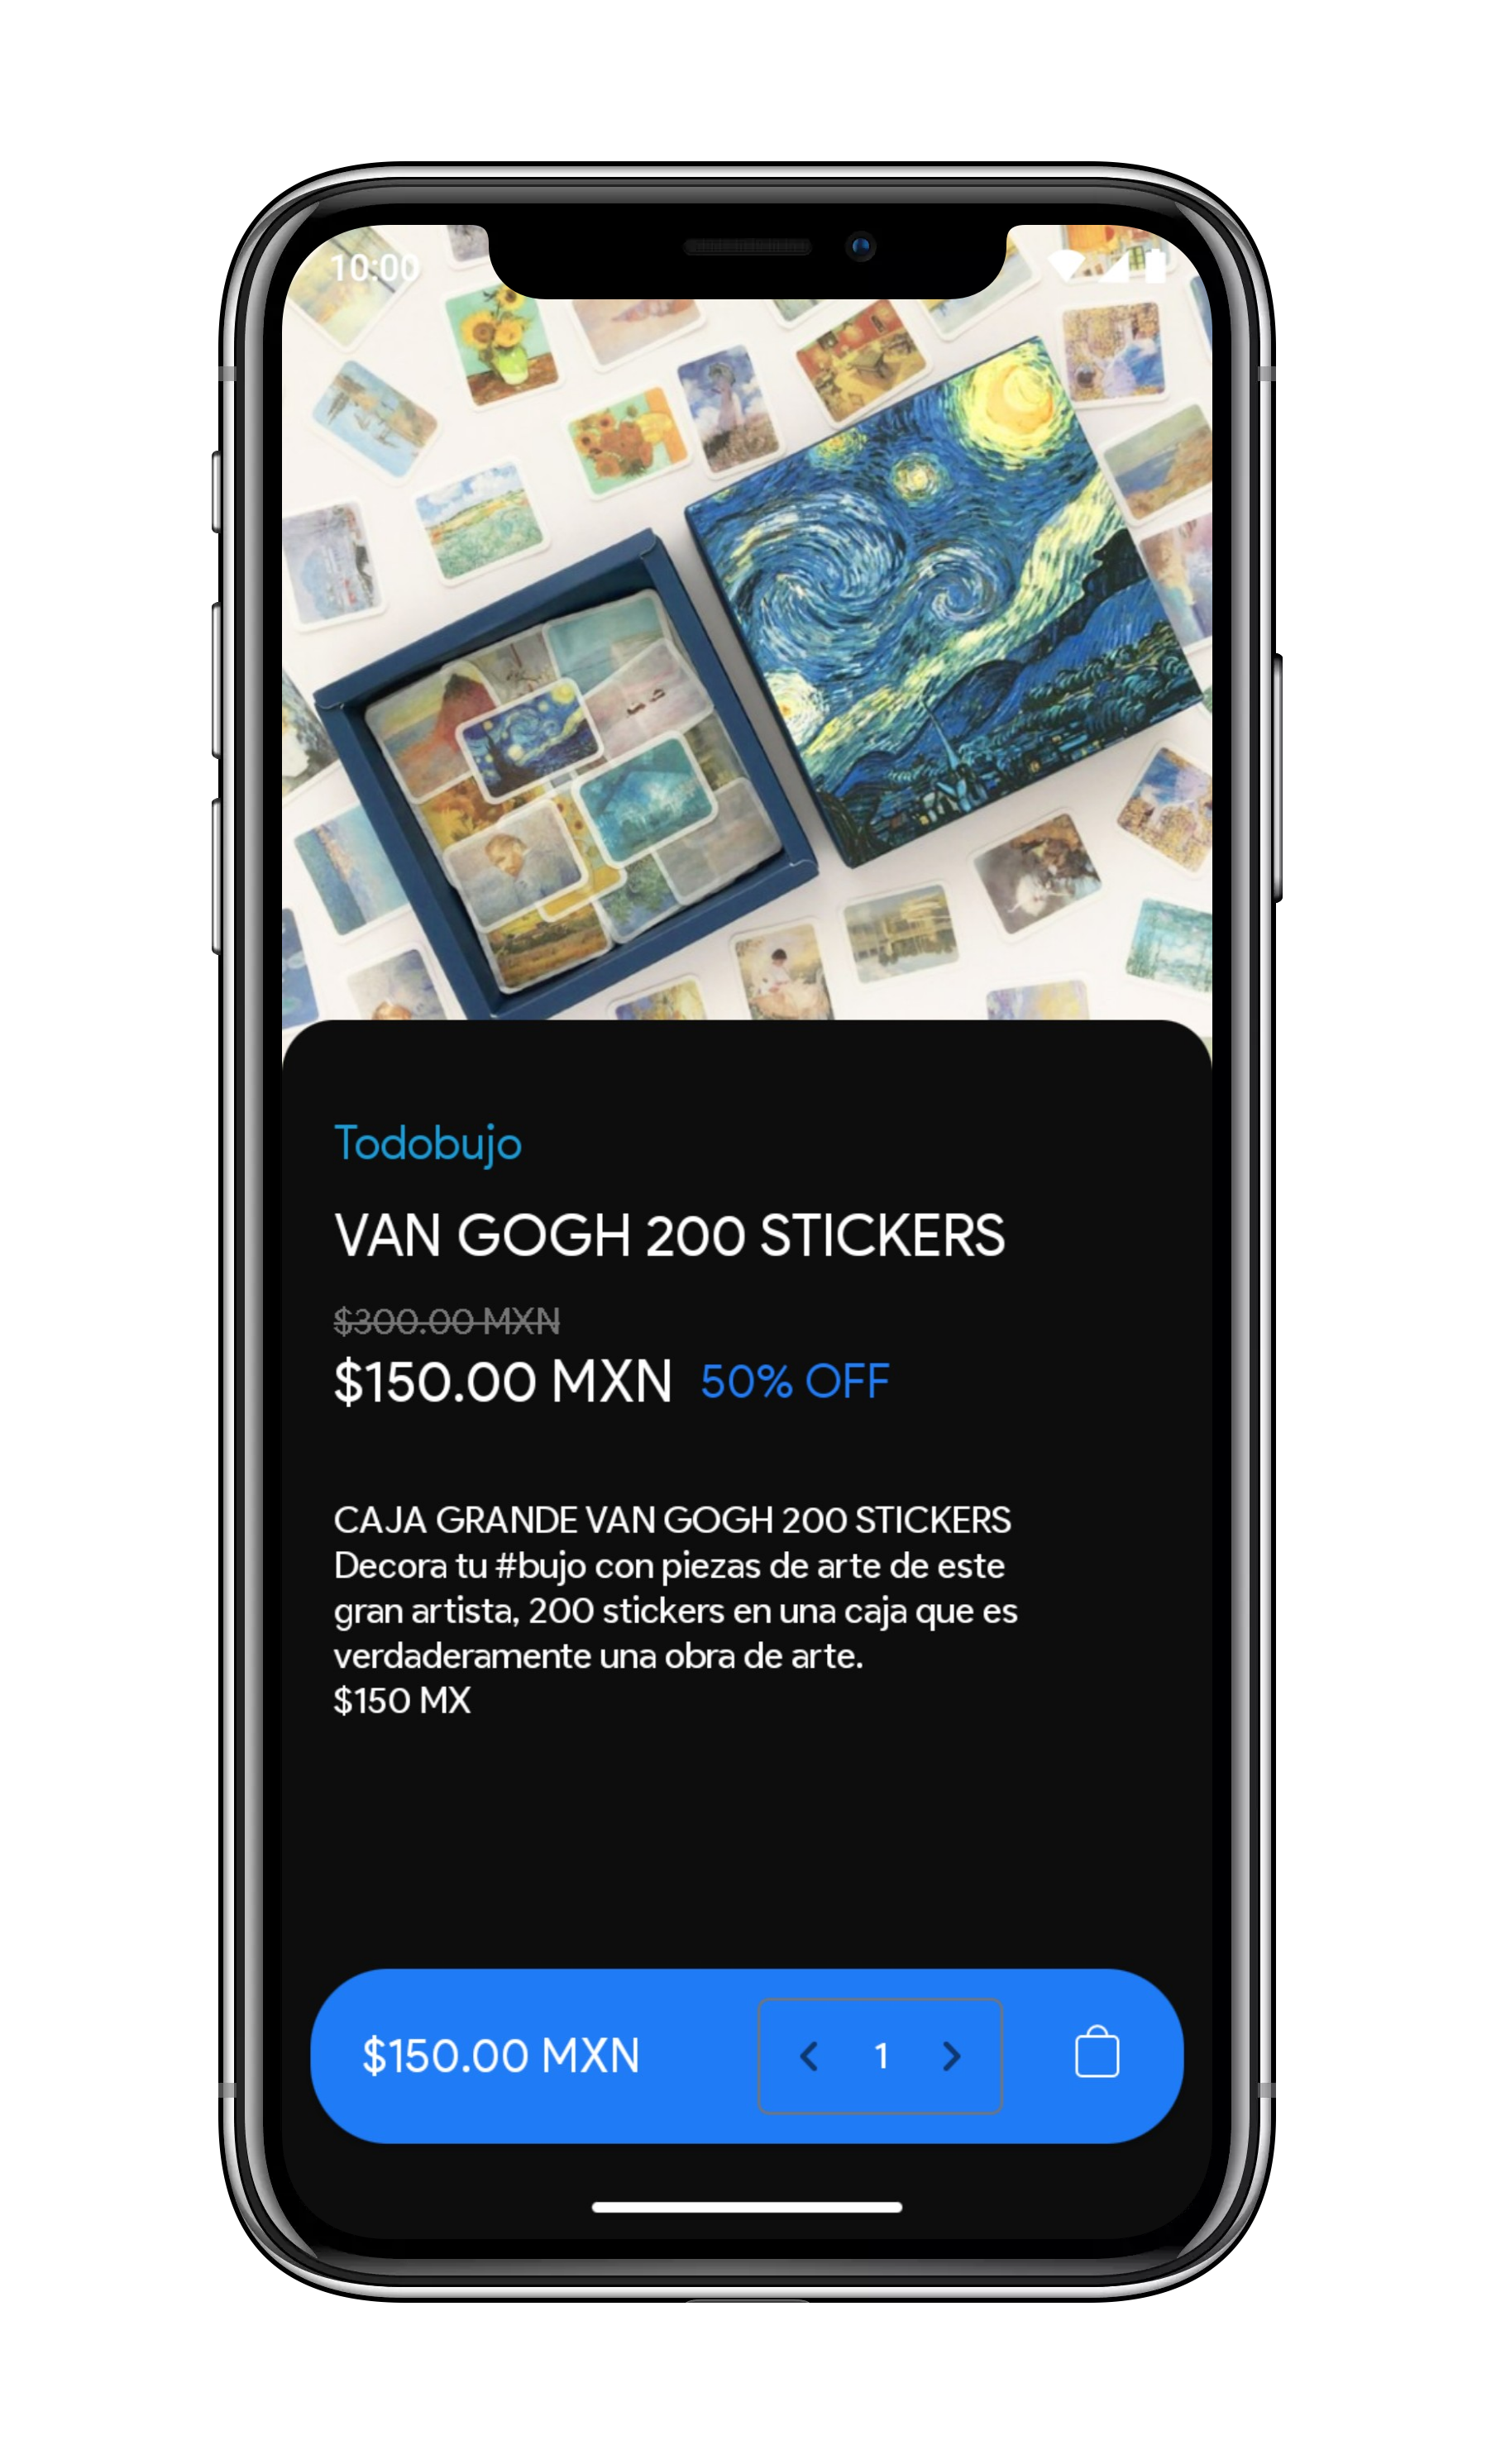 10:00
Todobujo
VAN GOGH 200 STICKERS
$300.00 MXN
$150.00 MXN 50% OFF
CAJA GRANDE VAN GOGH 200 STICKERS
Decora tu #bujo con piezas de arte de este
gran artista, 200 stickers en una caja que es
verdaderamente una obra de arte.
$150 MX
$150.00 MXN < 1 >